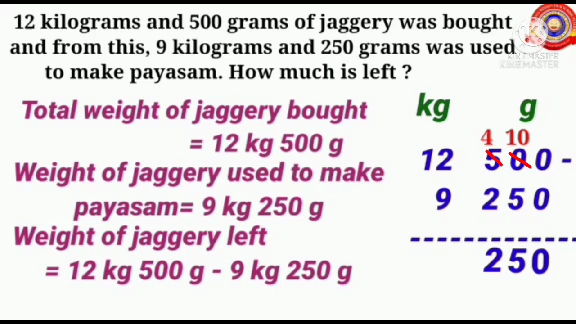 12 kilograms and 500 grams of jaggery was bought
and from this, 9 kilograms and 250 grams was used
to make payasam. How much is left ?
Total weight of jaggery bought
= 12 kg 500 g
Weight of jaggery used to make
payasam= 9 kg 250 g
Weight of jaggery left
= 12 kg 500 g - 9 kg 250 g
kg g
4 10
12 500 -
9 250
250
KINEMASTER